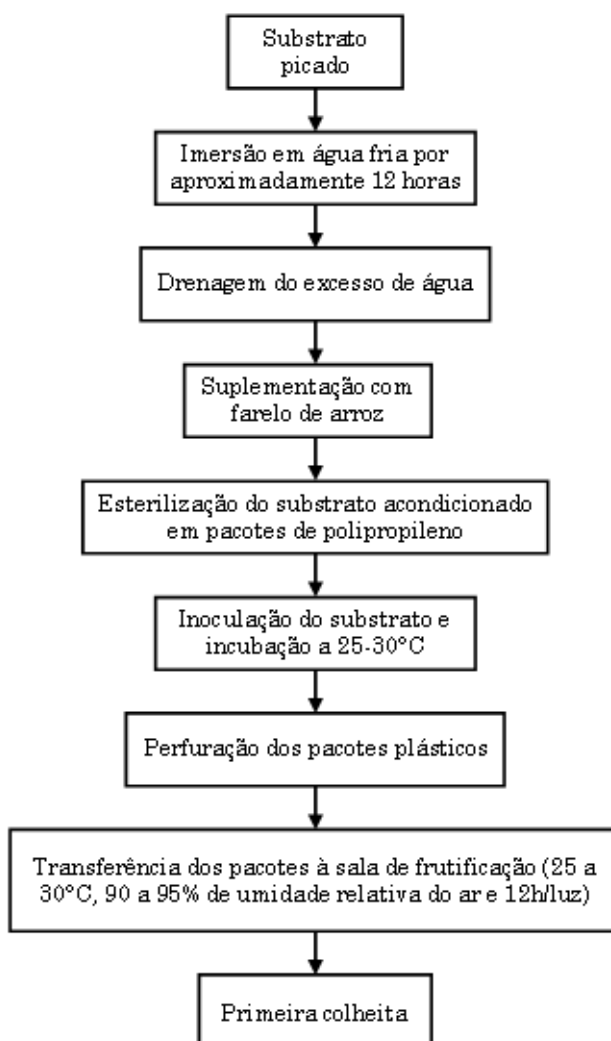 Substrato
picado
Imersão em água fria por
aproximadamente 12 horas
Drenagem do excesso de água
Suplementação com
farelo de arroz
Esterilização do substrato acondicionado
em pacotes de polipropileno
Inoculação do substrato e
incubação a 25-30°C
Perfuração dos pacotes plásticos
Transferência dos pacotes à sala de frutificação (25 a
30°C, 90 a 95% de umidade relativa do ar e 12h/luz)
Primeira colheita